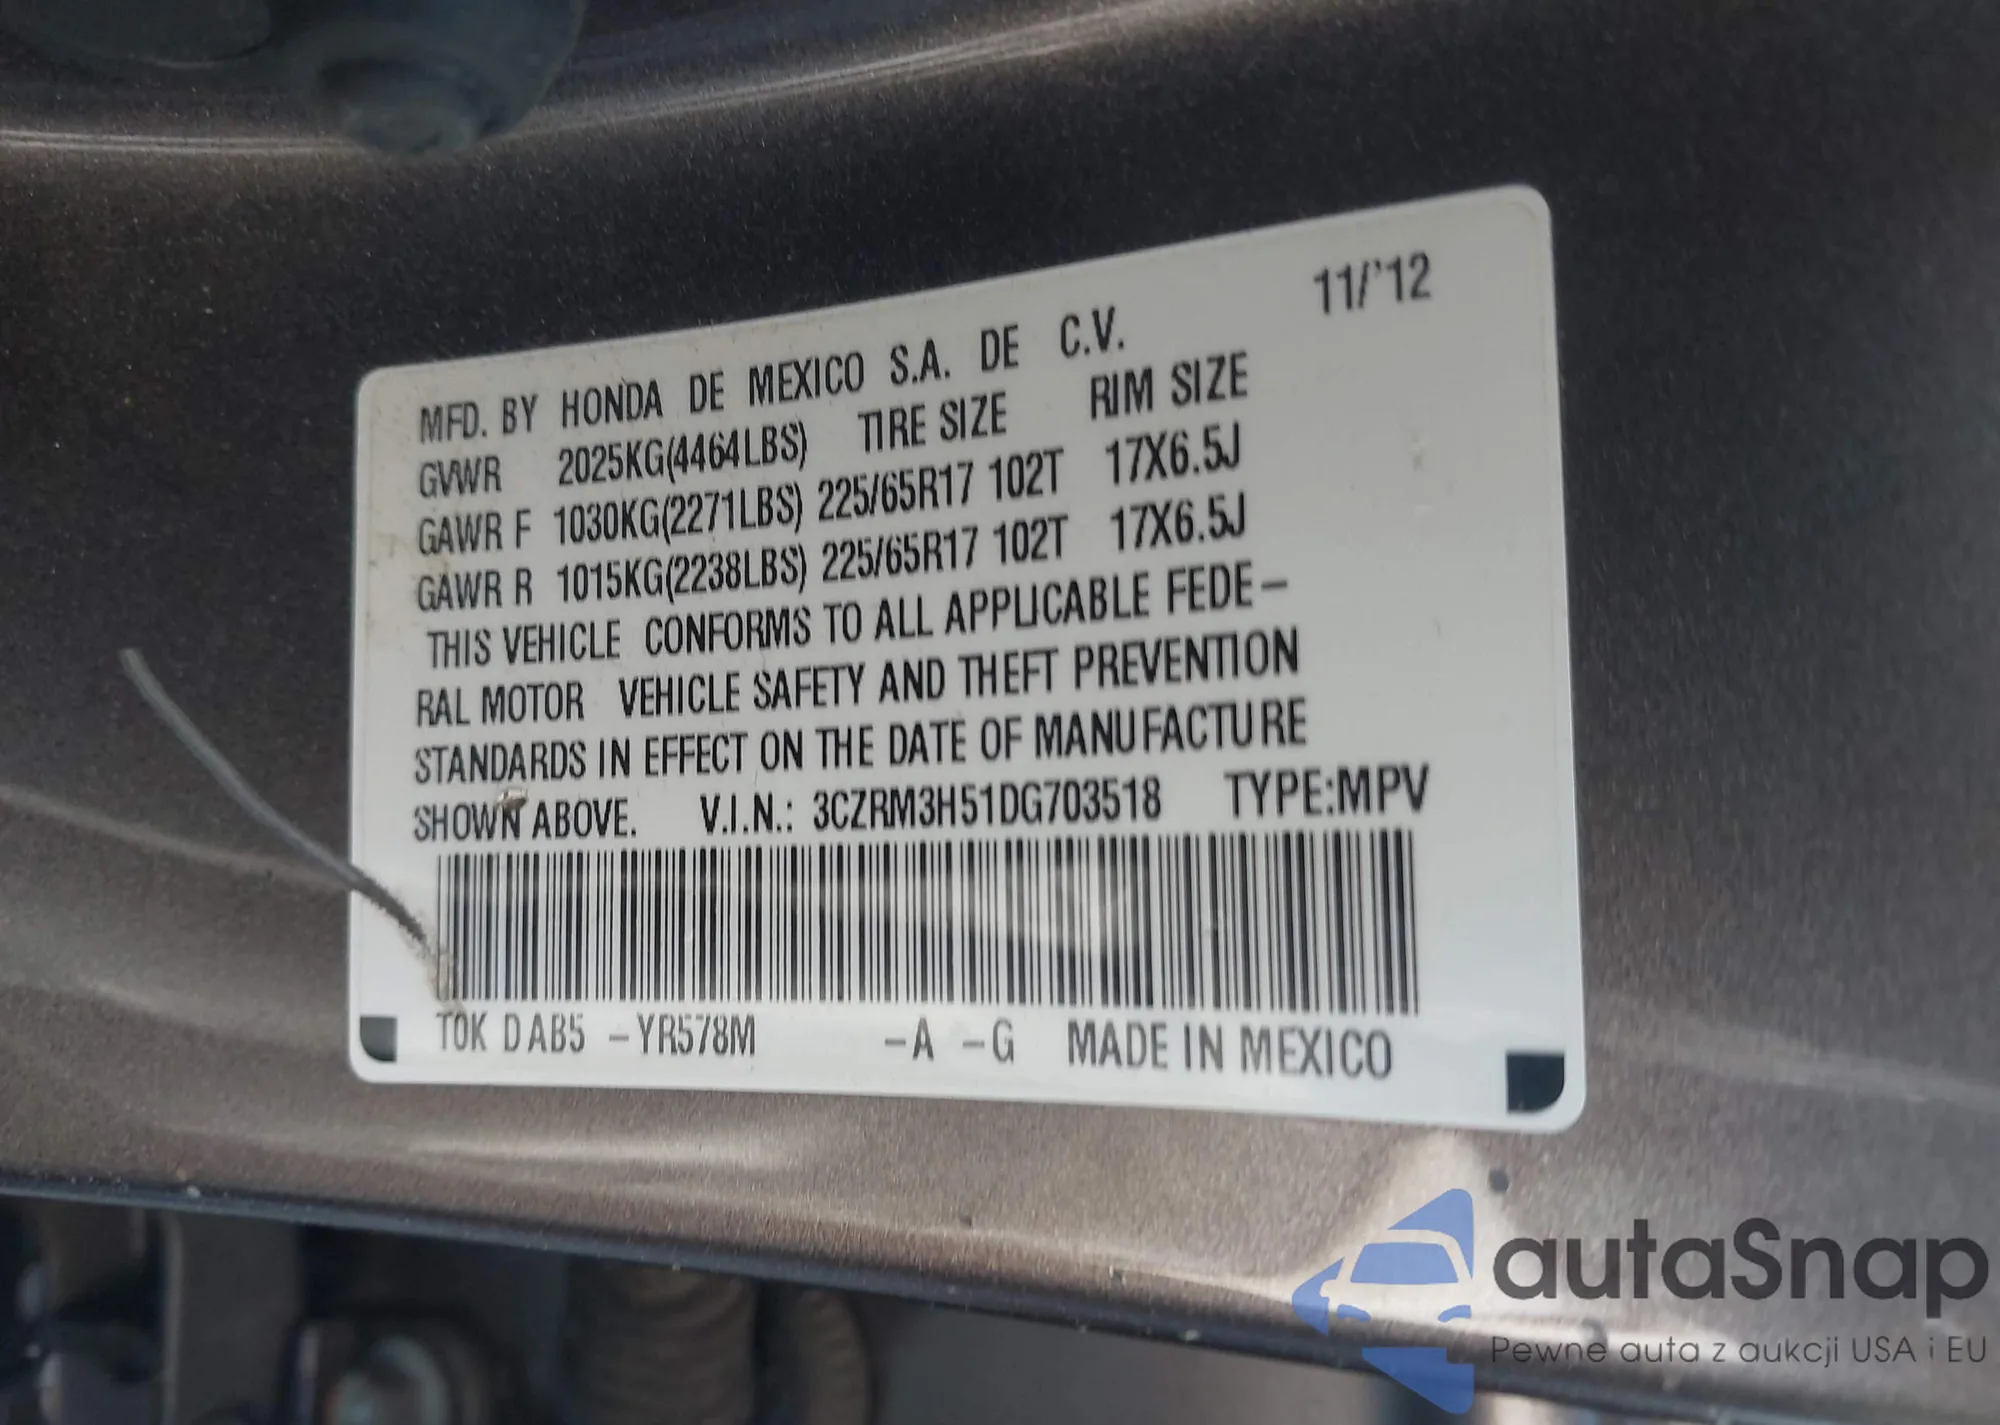 11/'12
MFD. BY HONDA DE MEXICO S.A. DE C.V.
GVWR 2025KG(4464LBS) TIRE SIZE RIM SIZE
GAWR F 1030KG(2271LBS) 225/65R17 102T 17X6.5J
GAWR R 1015KG(2238LBS) 225/65R17 102T 17X6.5J
THIS VEHICLE CONFORMS TO ALL APPLICABLE FEDE-
RAL MOTOR VEHICLE SAFETY AND THEFT PREVENTION
STANDARDS IN EFFECT ON THE DATE OF MANUFACTURE
SHOWN ABOVE. V.I.N.: 3CZRM3H51DG703518 TYPE:MPV
T0K DAB5 -YR578M -A -G MADE IN MEXICO
autaSnap
Pewne auta z aukcji USA i EU